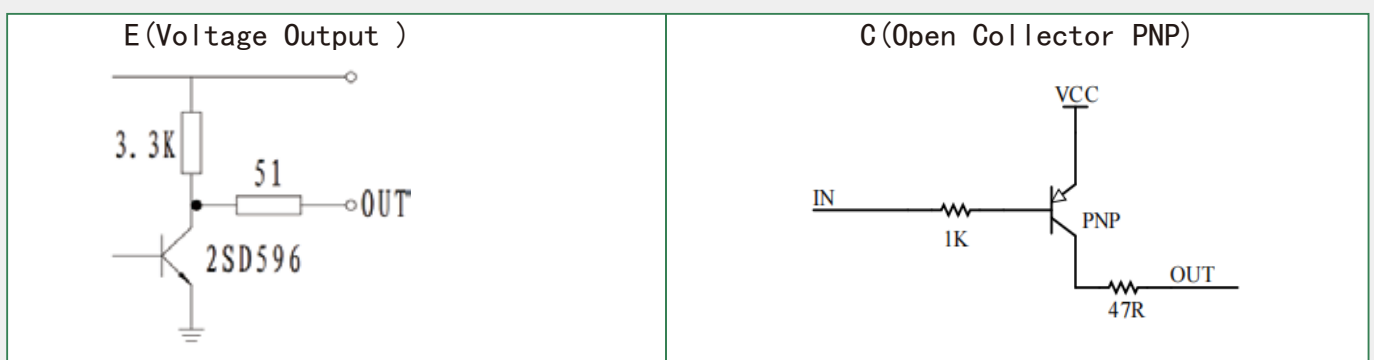 E(Voltage Output )
3.3K
51
OUT
2SD596
C(Open Collector PNP)
VCC
IN
1K
PNP
OUT
47R